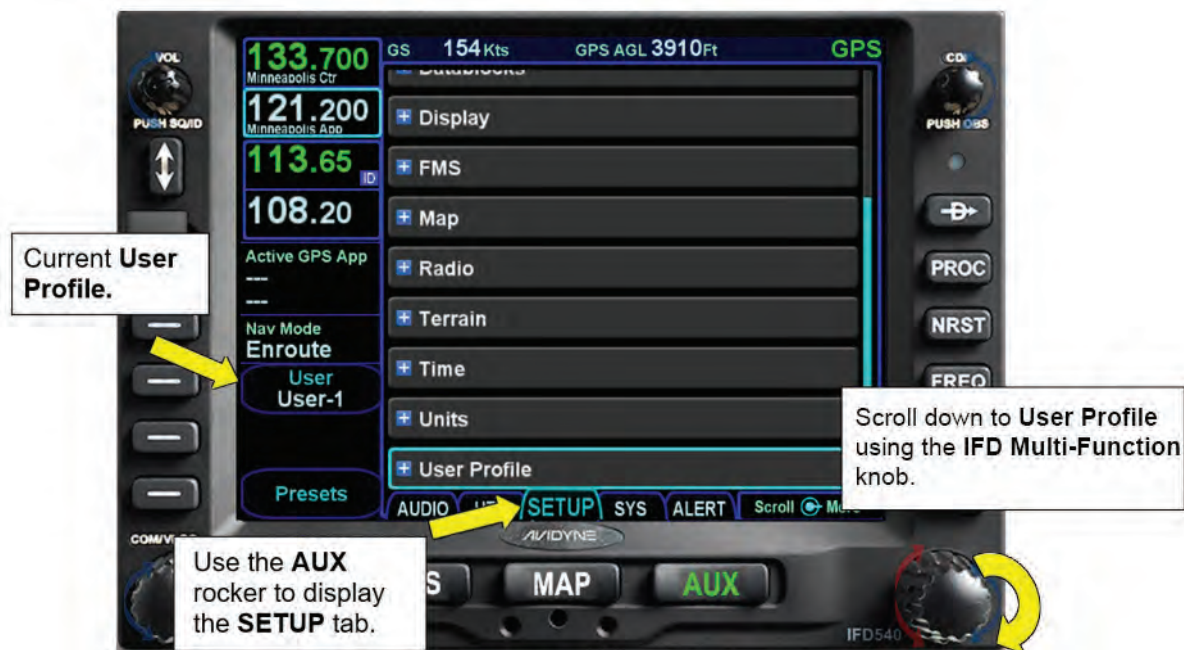 VOL
PUSH SQ/ID
133.700
Minneapolis Ctr
121.200
Minneapolis App
113.65
ID
108.20
Active GPS App
---
---
Nav Mode
Enroute
User
User-1
Presets
GS 154Kts GPS AGL 3910Ft GPS
Datablocks
Display
FMS
Map
Radio
Terrain
Time
Units
User Profile
AUDIO SETUP SYS ALERT Scroll More
CDI
PUSH OBS
D
PROC
NRST
FREQ
Current User
Profile.
Scroll down to User Profile
using the IFD Multi-Function
knob.
AVIDYNE
Use the AUX
rocker to display
the SETUP tab.
S
MAP
AUX
IFD540